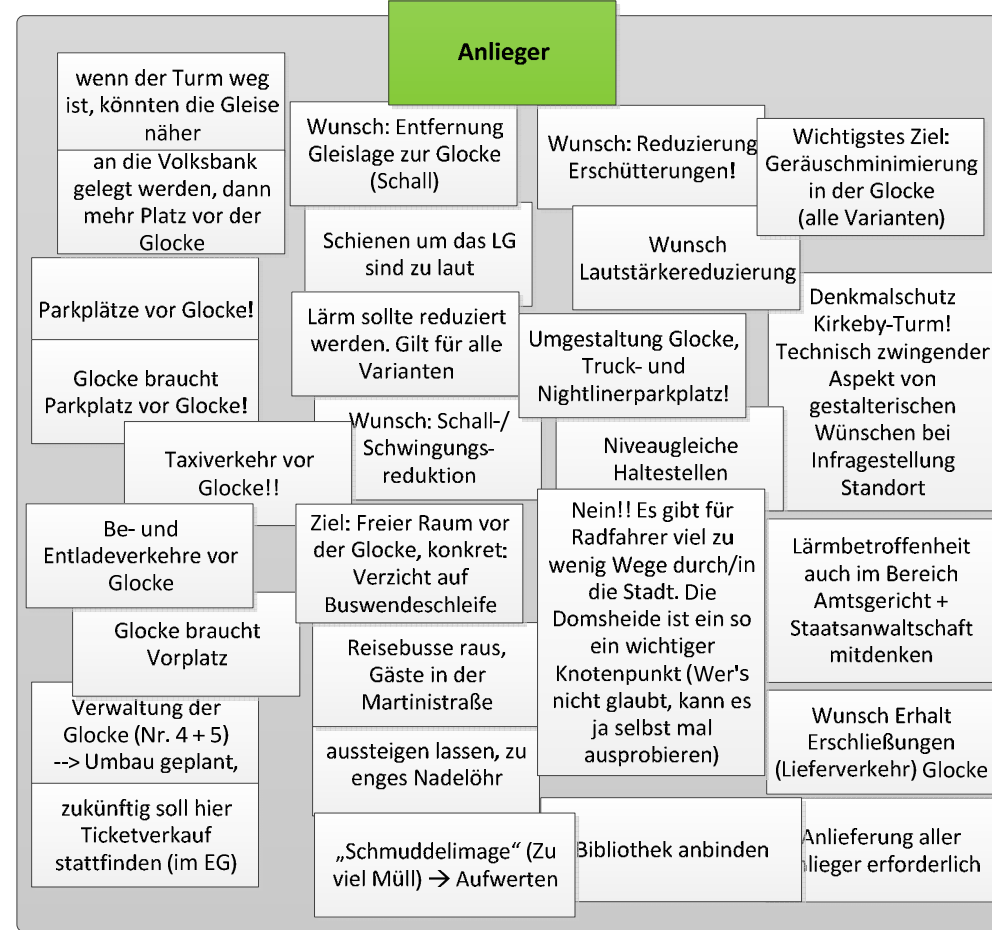 Anlieger
wenn der Turm weg
ist, könnten die Gleise
näher
an die Volksbank
gelegt werden, dann
mehr Platz vor der
Glocke
Parkplätze vor Glocke!
Glocke braucht
Parkplatz vor Glocke!
Taxiverkehr vor
Glocke!!
Be- und
Entladeverkehre vor
Glocke
Glocke braucht
Vorplatz
Verwaltung der
Glocke (Nr. 4 + 5)
--> Umbau geplant,
zukünftig soll hier
Ticketverkauf
stattfinden (im EG)
Wunsch: Entfernung
Gleislage zur Glocke
(Schall)
Schienen um das LG
sind zu laut
Lärm sollte reduziert
werden. Gilt für alle
Varianten
Wunsch: Schall-/
Schwingungs-
reduktion
Ziel: Freier Raum vor
der Glocke, konkret:
Verzicht auf
Buswendeschleife
Reisebusse raus,
Gäste in der
Martinistraße
aussteigen lassen, zu
enges Nadelöhr
„Schmuddelimage“ (Zu
viel Müll) → Aufwerten
Wunsch: Reduzierung
Erschütterungen!
Wunsch
Lautstärkereduzierung
Umgestaltung Glocke,
Truck- und
Nightlinerparkplatz!
Niveaugleiche
Haltestellen
Nein!! Es gibt für
Radfahrer viel zu
wenig Wege durch/in
die Stadt. Die
Domsheide ist ein so
ein wichtiger
Knotenpunkt (Wer's
nicht glaubt, kann es
ja selbst mal
ausprobieren)
Bibliothek anbinden
Wichtigstes Ziel:
Geräuschminimierung
in der Glocke
(alle Varianten)
Denkmalschutz
Kirkeby-Turm!
Technisch zwingender
Aspekt von
gestalterischen
Wünschen bei
Infragestellung
Standort
Lärmbetroffenheit
auch im Bereich
Amtsgericht +
Staatsanwaltschaft
mitdenken
Wunsch Erhalt
Erschließungen
(Lieferverkehr) Glocke
Anlieferung aller
nlieger erforderlich